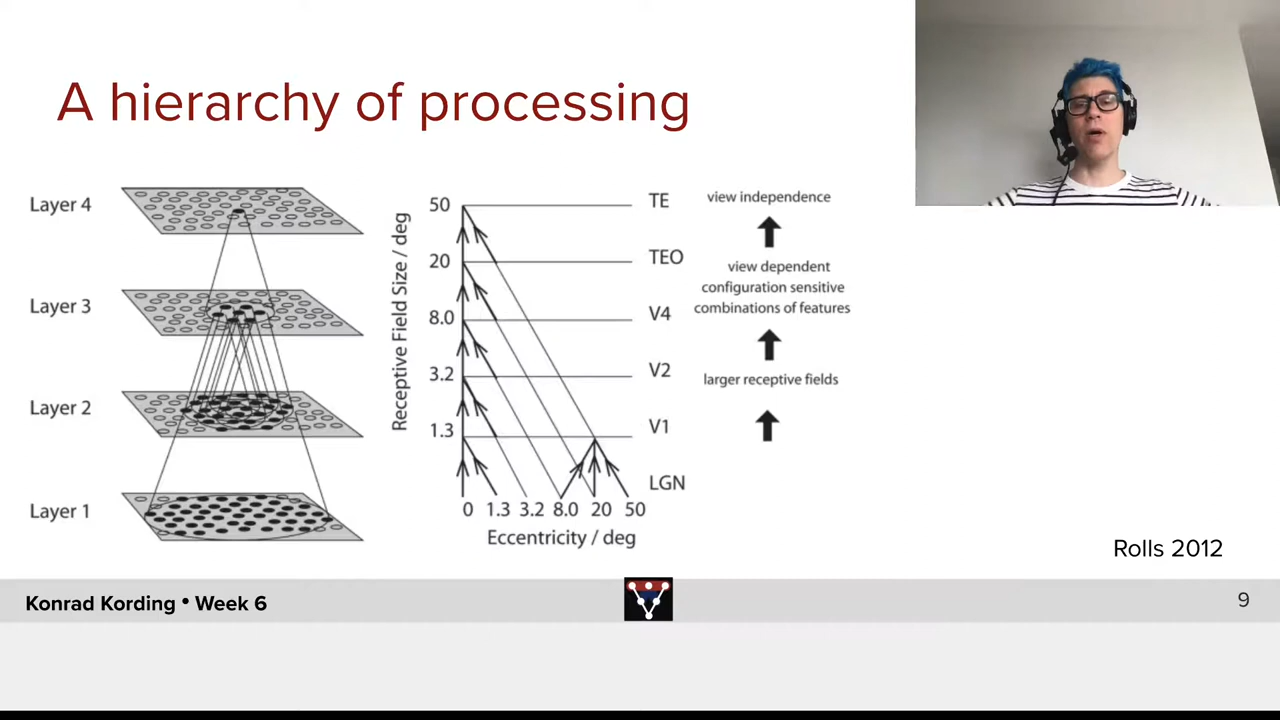 A hierarchy of processing
Layer 4
Layer 3
Layer 2
Layer 1
Receptive Field Size / deg
50
20
8.0
3.2
1.3
TE
TEO
V4
V2
V1
LGN
0 1.3 3.2 8.0 20 50
Eccentricity / deg
view independence
view dependent
configuration sensitive
combinations of features
larger receptive fields
Rolls 2012
Konrad Kording • Week 6
9